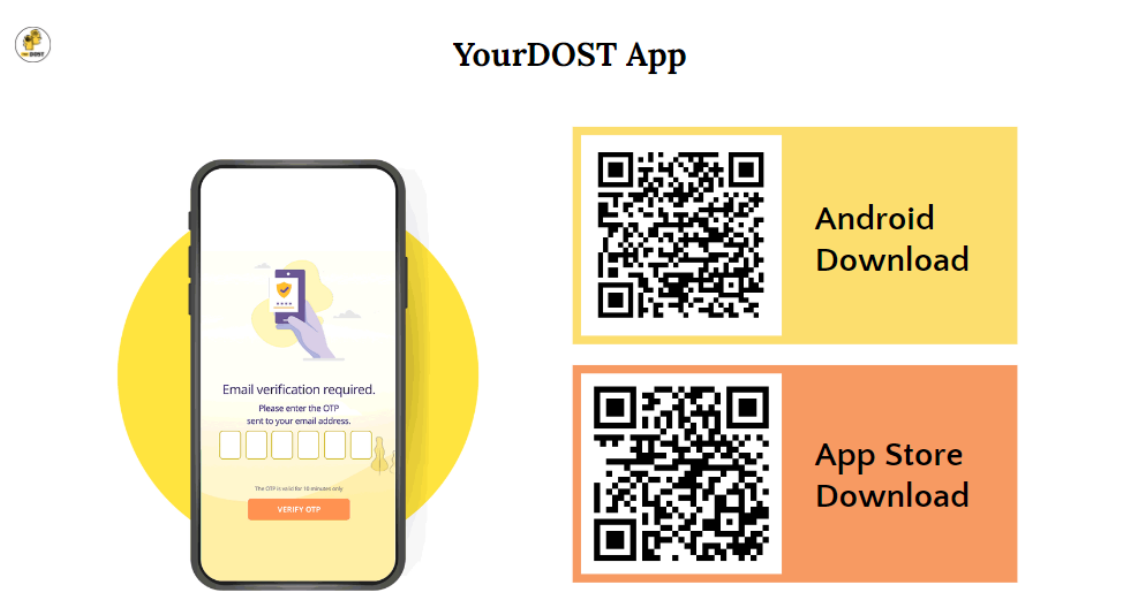 YourDOST App
Email verification required.
Please enter the OTP
sent to your email address.
The OTP is valid for 10 minutes only
VERIFY OTP
Android
Download
App Store
Download